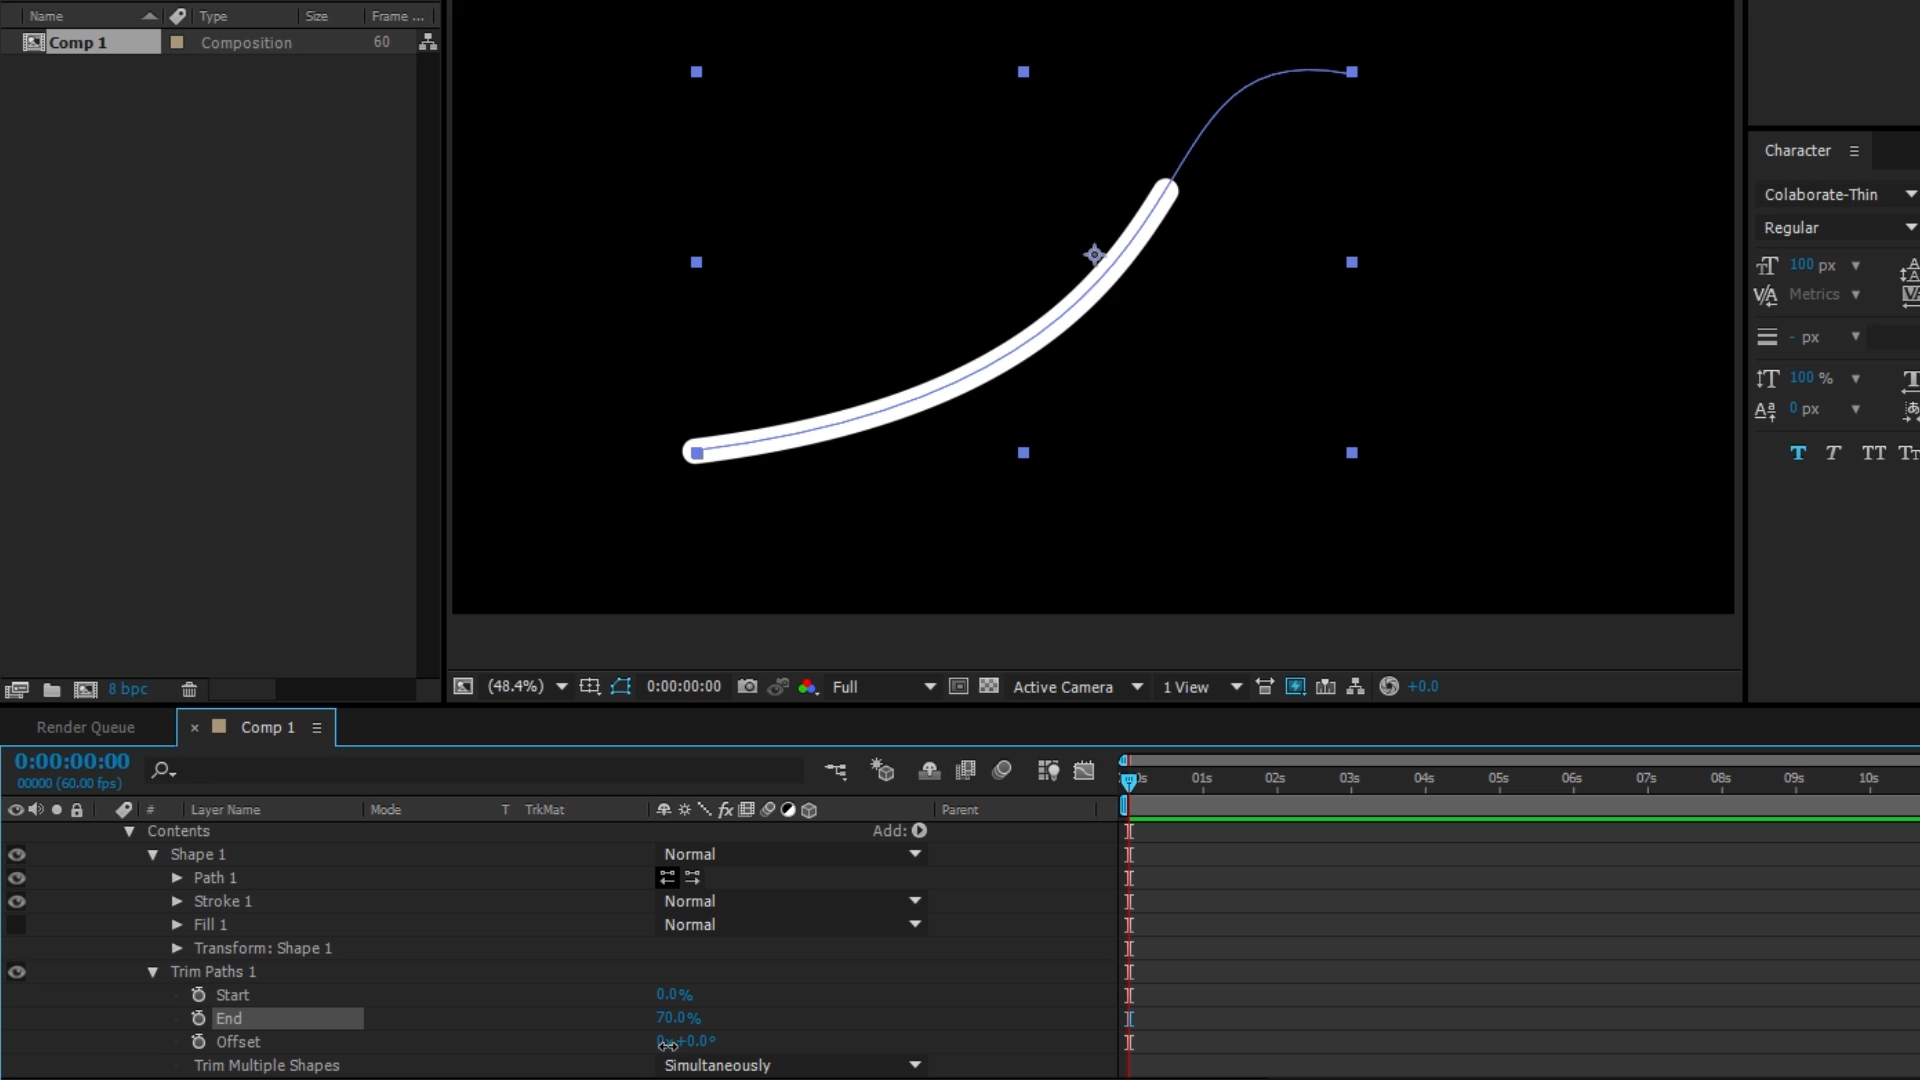 Name Type Size Frame ...
Comp 1 Composition 60
8 bpc
(48.4%) 0:00:00:00 Full Active Camera 1 View +0.0
Character
Colaborate-Thin
Regular
100 px
Metrics
- px
100 %
0 px
T T TT
Render Queue × Comp 1
0:00:00:00
00000 (60.00 fps)
01s 02s 03s 04s 05s 06s 07s 08s 09s 10s
# Layer Name Mode T TrkMat fx Parent
Contents Add:
Shape 1 Normal
Path 1
Stroke 1 Normal
Fill 1 Normal
Transform: Shape 1
Trim Paths 1
Start 0.0%
End 70.0%
Offset 0x+0.0°
Trim Multiple Shapes Simultaneously